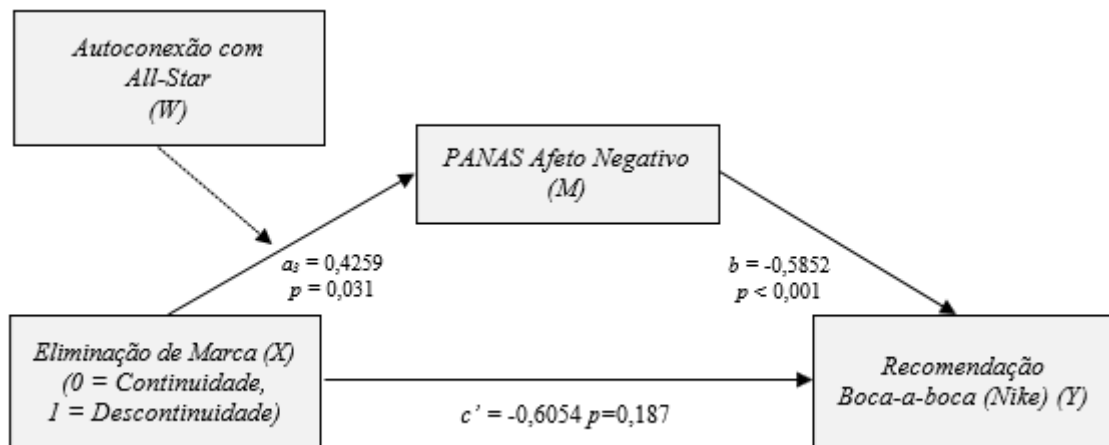 Autoconexão com
All-Star
(W)
PANAS Afeto Negativo
(M)
a₃ = 0,4259
p = 0,031
b = -0,5852
p < 0,001
Eliminação de Marca (X)
(0 = Continuidade,
1 = Descontinuidade)
c’ = -0,6054 p=0,187
Recomendação
Boca-a-boca (Nike) (Y)